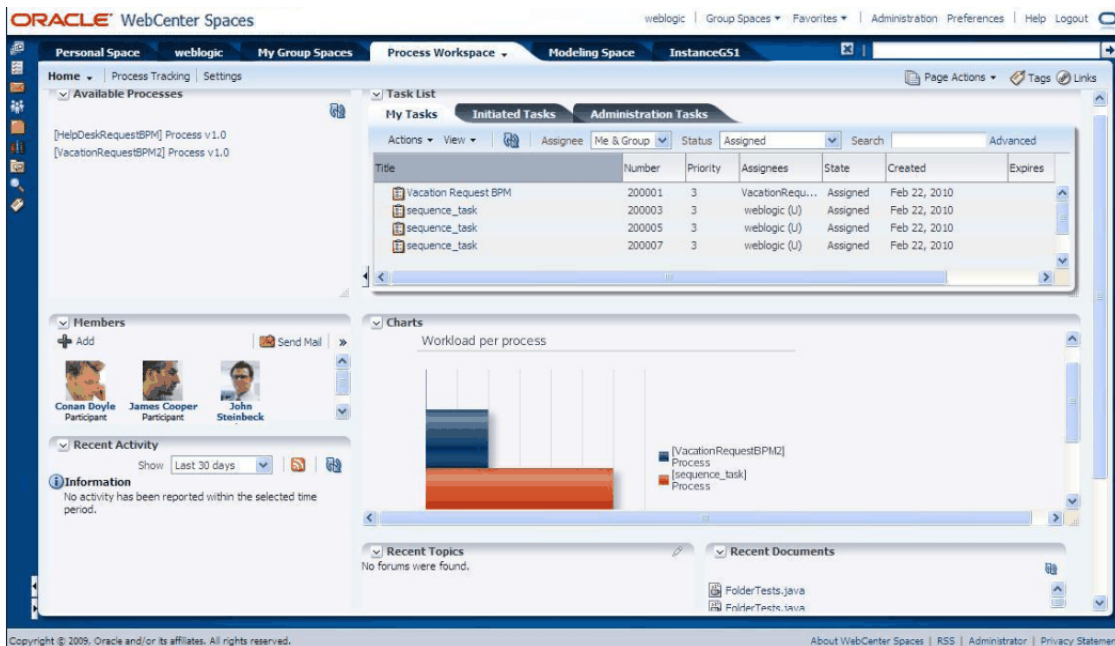 ORACLE WebCenter Spaces
weblogic | Group Spaces Favorites | Administration Preferences | Help Logout
Personal Space weblogic My Group Spaces Process Workspace Modeling Space InstanceGS1
Home Process Tracking Settings
Page Actions Tags Links
Available Processes
[HelpDeskRequestBPM] Process v1.0
[VacationRequestBPM2] Process v1.0
Task List
My Tasks Initiated Tasks Administration Tasks
Actions View Assignee Me & Group Status Assigned Search Advanced
Title Number Priority Assignees State Created Expires
Vacation Request BPM 200001 3 VacationRequ... Assigned Feb 22, 2010
sequence_task 200003 3 weblogic (U) Assigned Feb 22, 2010
sequence_task 200005 3 weblogic (U) Assigned Feb 22, 2010
sequence_task 200007 3 weblogic (U) Assigned Feb 22, 2010
Members
Add Send Mail »
Conan Doyle James Cooper John
Participant Participant Steinbeck
Charts
Workload per process
[VacationRequestBPM2]
Process
[sequence_task]
Process
Recent Activity
Show Last 30 days
Information
No activity has been reported within the selected time
period.
Recent Topics
No forums were found.
Recent Documents
FolderTests.java
FolderTests.java
Copyright © 2009, Oracle and/or its affiliates. All rights reserved.
About WebCenter Spaces | RSS | Administrator | Privacy Statemen